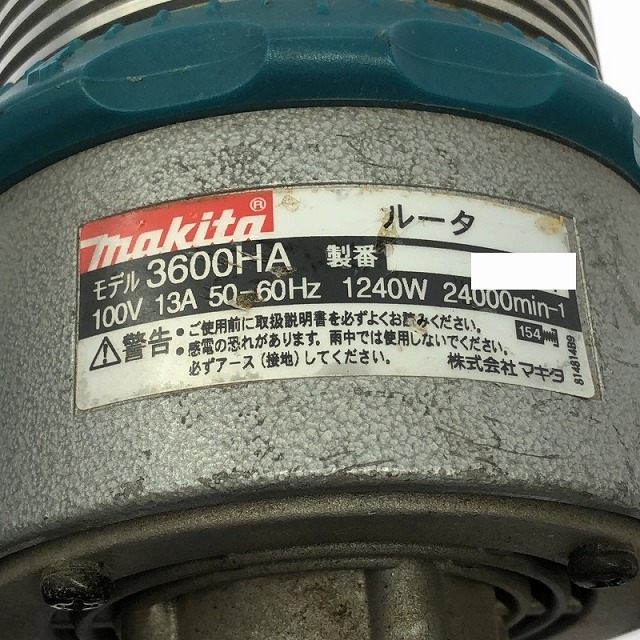 makita®
ルータ
モデル 3600HA 製番
100V 13A 50-60Hz 1240W 24000min-1
⚠警告 ・ご使用前に取扱説明書を必ずよくお読みください。
・感電の恐れがあります。雨中では使用しないでください。
必ずアース(接地)してください。
154mm
株式会社 マキタ
814814B9